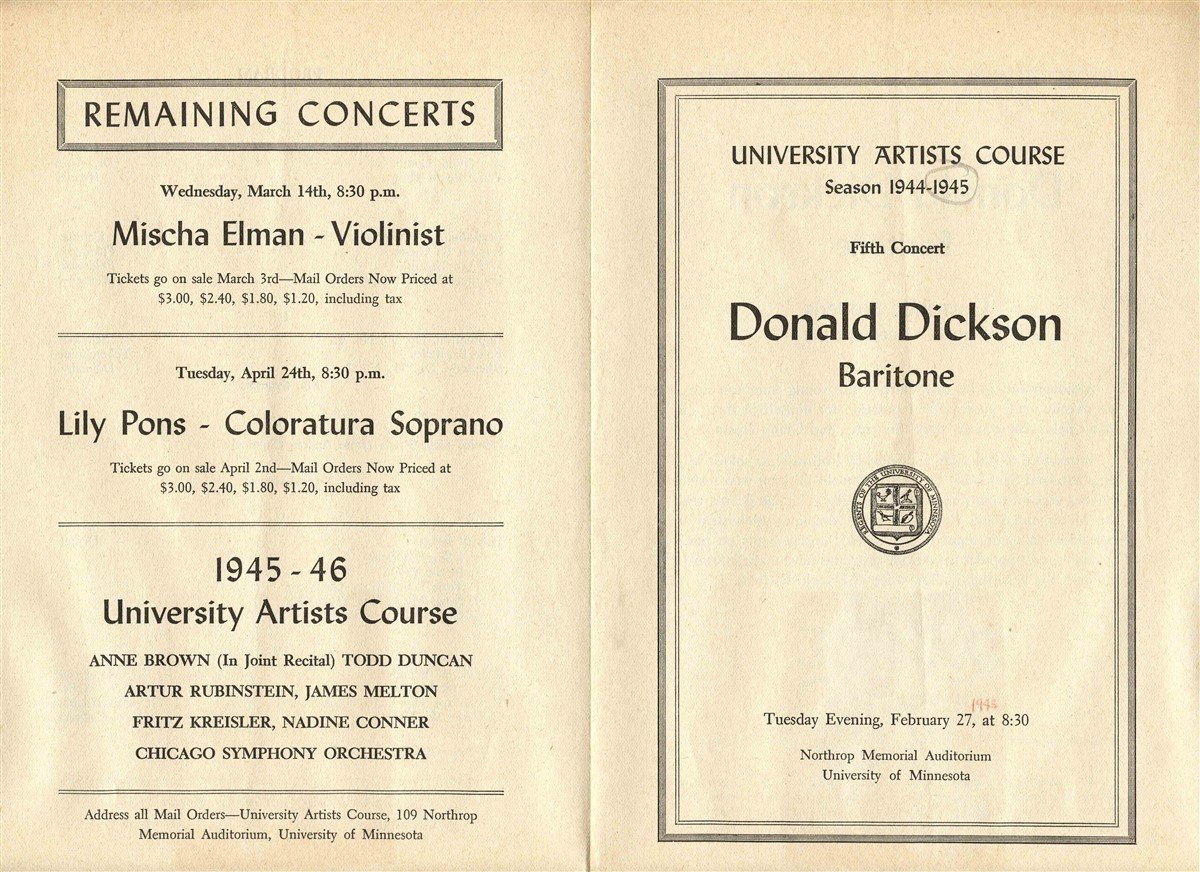 REMAINING CONCERTS
Wednesday, March 14th, 8:30 p.m.
Mischa Elman - Violinist
Tickets go on sale March 3rd—Mail Orders Now Priced at
$3.00, $2.40, $1.80, $1.20, including tax
Tuesday, April 24th, 8:30 p.m.
Lily Pons - Coloratura Soprano
Tickets go on sale April 2nd—Mail Orders Now Priced at
$3.00, $2.40, $1.80, $1.20, including tax
1945 - 46
University Artists Course
ANNE BROWN (In Joint Recital) TODD DUNCAN
ARTUR RUBINSTEIN, JAMES MELTON
FRITZ KREISLER, NADINE CONNER
CHICAGO SYMPHONY ORCHESTRA
Address all Mail Orders—University Artists Course, 109 Northrop
Memorial Auditorium, University of Minnesota
UNIVERSITY ARTISTS COURSE
Season 1944-1945
Fifth Concert
Donald Dickson
Baritone
REGENTS OF THE UNIVERSITY OF MINNESOTA
1945
Tuesday Evening, February 27, at 8:30
Northrop Memorial Auditorium
University of Minnesota